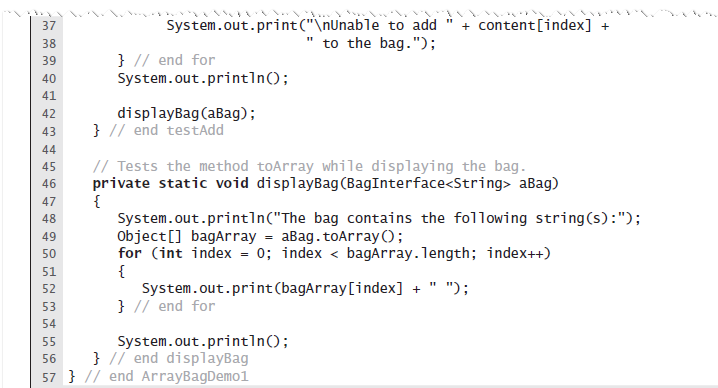 37 System.out.print("\nUnable to add " + content[index] +
38 " to the bag.");
39 } // end for
40 System.out.println();
41
42 displayBag(aBag);
43 } // end testAdd
44
45 // Tests the method toArray while displaying the bag.
46 private static void displayBag(BagInterface<String> aBag)
47 {
48 System.out.println("The bag contains the following string(s):");
49 Object[] bagArray = aBag.toArray();
50 for (int index = 0; index < bagArray.length; index++)
51 {
52 System.out.print(bagArray[index] + " ");
53 } // end for
54
55 System.out.println();
56 } // end displayBag
57 } // end ArrayBagDemo1